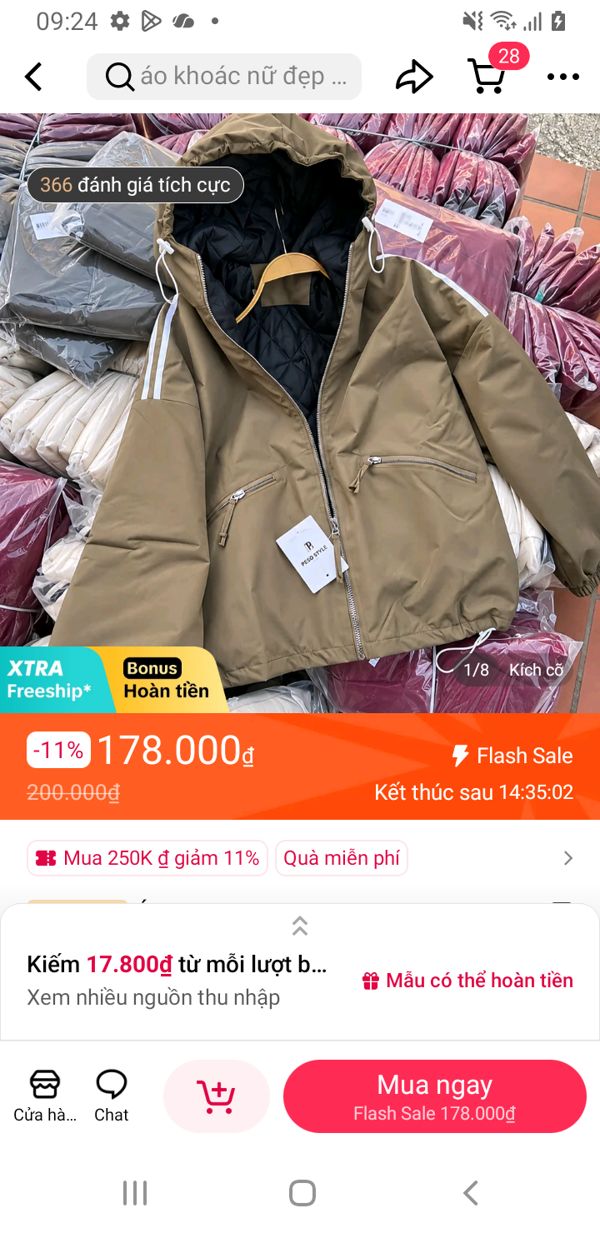 09:24
28
áo khoác nữ đẹp ...
366 đánh giá tích cực
PESO STYLE
XTRA
Freeship*
Bonus
Hoàn tiền
1/8 Kích cỡ
-11% 178.000₫
Flash Sale
200.000₫
Kết thúc sau 14:35:02
Mua 250K ₫ giảm 11%
Quà miễn phí
Kiếm 17.800₫ từ mỗi lượt b...
Mẫu có thể hoàn tiền
Xem nhiều nguồn thu nhập
Cửa hà...
Chat
Mua ngay
Flash Sale 178.000₫